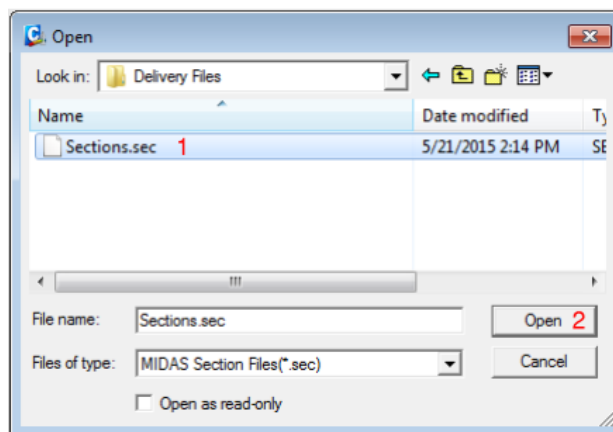 Open
Look in: Delivery Files
Name Date modified Ty
Sections.sec 1 5/21/2015 2:14 PM SE
File name: Sections.sec Open 2
Files of type: MIDAS Section Files(*.sec) Cancel
Open as read-only